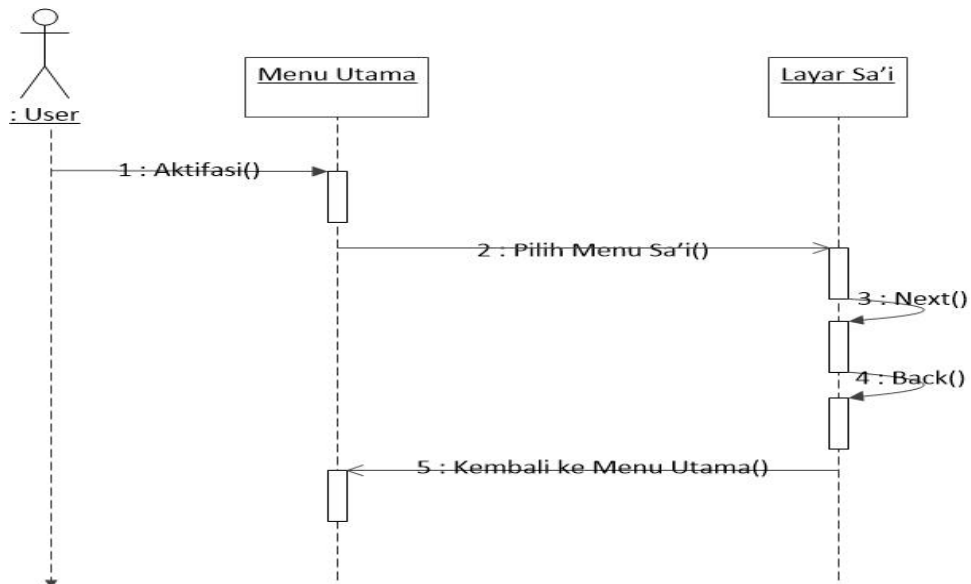 : User
Menu Utama
Layar Sa’i
1 : Aktifasi()
2 : Pilih Menu Sa’i()
3 : Next()
4 : Back()
5 : Kembali ke Menu Utama()